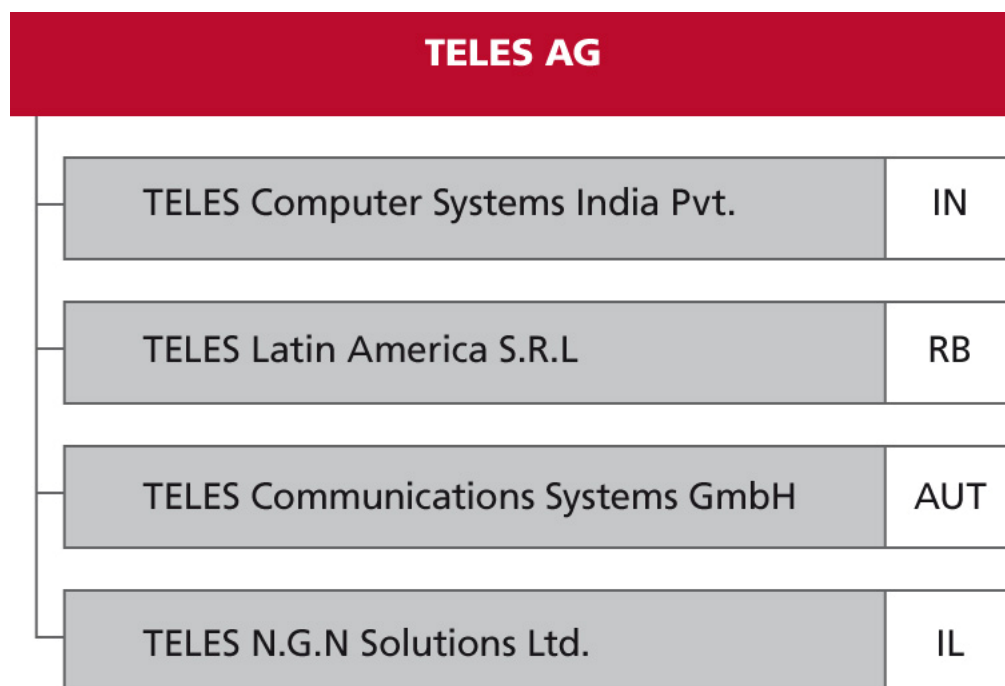 TELES AG
TELES Computer Systems India Pvt. IN
TELES Latin America S.R.L RB
TELES Communications Systems GmbH AUT
TELES N.G.N Solutions Ltd. IL